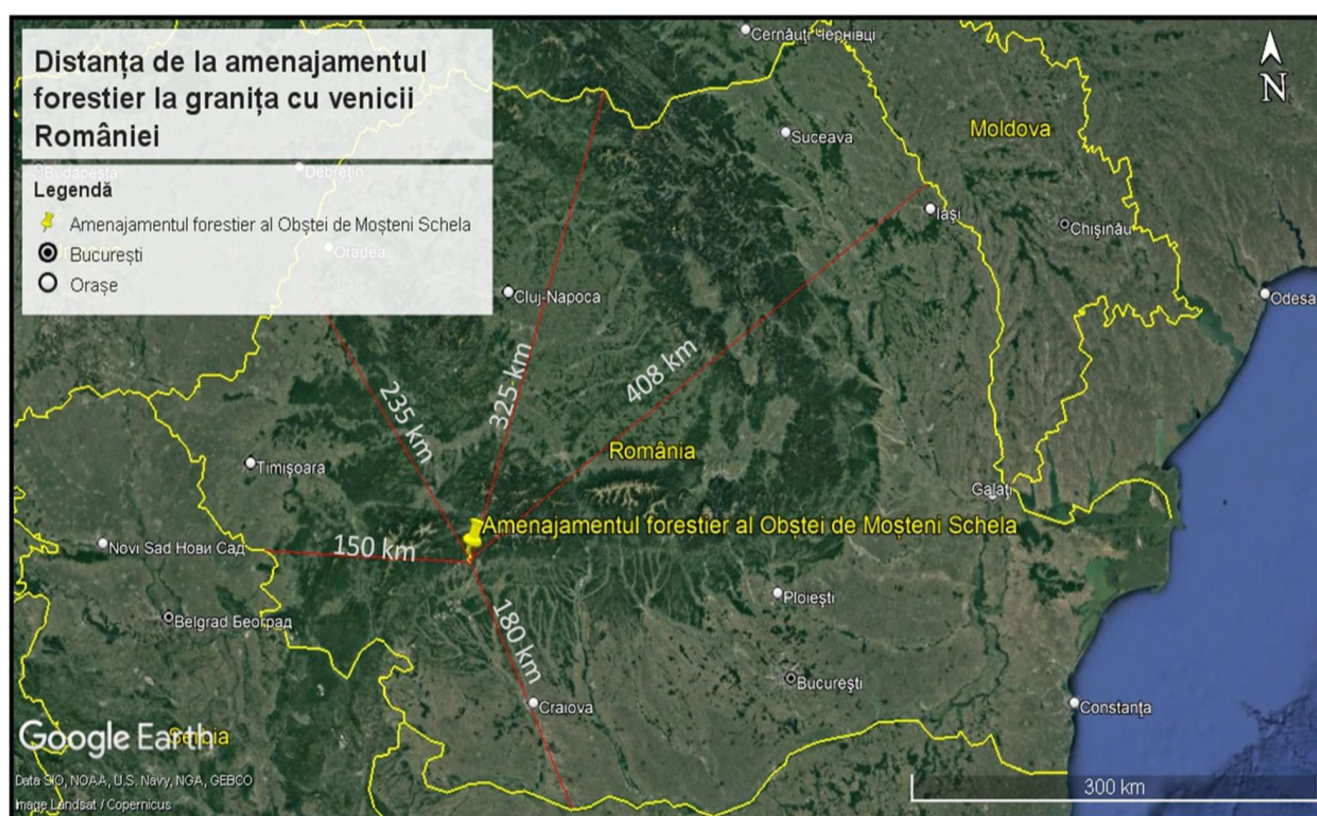 Distanța de la amenajamentul
forestier la granița cu venicii
României
Legendă
Amenajamentul forestier al Obștei de Moșteni Schela
București
Orașe
Cernăuți Чернівці
N
Suceava
Moldova
Budapesta
Debrețin
Iași
Chișinău
Oradea
Cluj-Napoca
Odesa
325 km
408 km
235 km
România
Timișoara
Galați
Amenajamentul forestier al Obștei de Moșteni Schela
Novi Sad Нови Сад
150 km
180 km
Ploiești
Belgrad Београд
București
Craiova
Constanța
Google Earth
Serbia
Data SIO, NOAA, U.S. Navy, NGA, GEBCO
Image Landsat / Copernicus
300 km